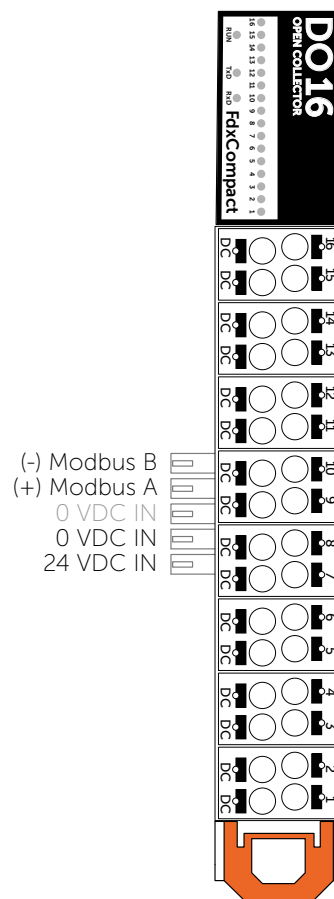 DO 16
OPEN COLLECTOR
16 15 14 13 12 11 10 9 8 7 6 5 4 3 2 1
RUN TxD RxD
FdxCompact
DC 16
DC 15
DC 14
DC 13
DC 12
DC 11
DC 10
DC 9
DC 8
DC 7
DC 6
DC 5
DC 4
DC 3
DC 2
DC 1
(-) Modbus B
(+) Modbus A
0 VDC IN
0 VDC IN
24 VDC IN